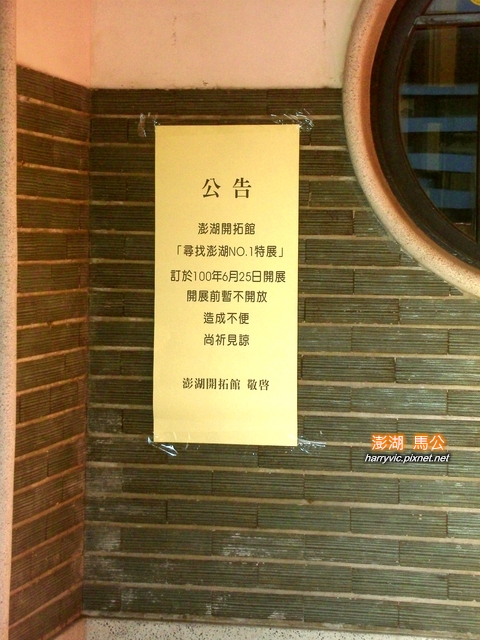 公告
澎湖開拓館
「尋找澎湖NO.1特展」
訂於100年6月25日開展
開展前暫不開放
造成不便
尚祈見諒
澎湖開拓館 敬啓
澎湖 馬公
harryvic.pixnet.net